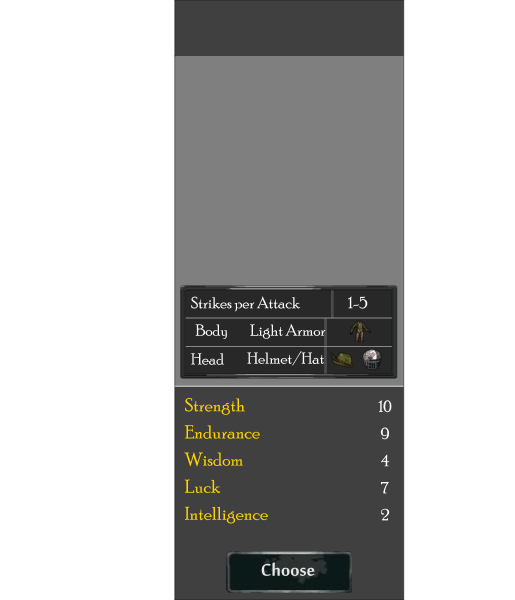 Strikes per Attack 1-5
Body Light Armor
Head Helmet/Hat
Strength 10
Endurance 9
Wisdom 4
Luck 7
Intelligence 2
Choose